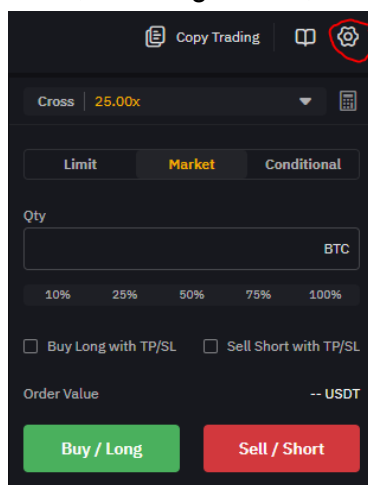 Copy Trading
Cross 25.00x
Limit Market Conditional
Qty
BTC
10% 25% 50% 75% 100%
Buy Long with TP/SL Sell Short with TP/SL
Order Value -- USDT
Buy / Long Sell / Short